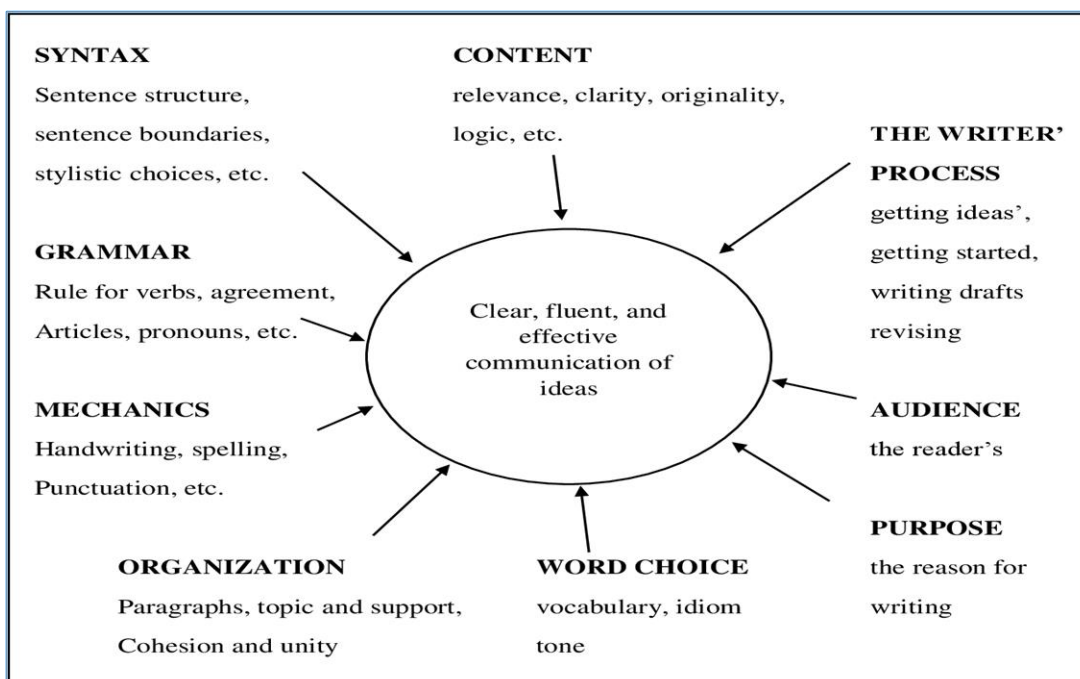 SYNTAX
Sentence structure,
sentence boundaries,
stylistic choices, etc.
CONTENT
relevance, clarity, originality,
logic, etc.
THE WRITER’
PROCESS
getting ideas’,
getting started,
writing drafts
revising
GRAMMAR
Rule for verbs, agreement,
Articles, pronouns, etc.
Clear, fluent, and
effective
communication of
ideas
MECHANICS
Handwriting, spelling,
Punctuation, etc.
AUDIENCE
the reader’s
ORGANIZATION
Paragraphs, topic and support,
Cohesion and unity
WORD CHOICE
vocabulary, idiom
tone
PURPOSE
the reason for
writing